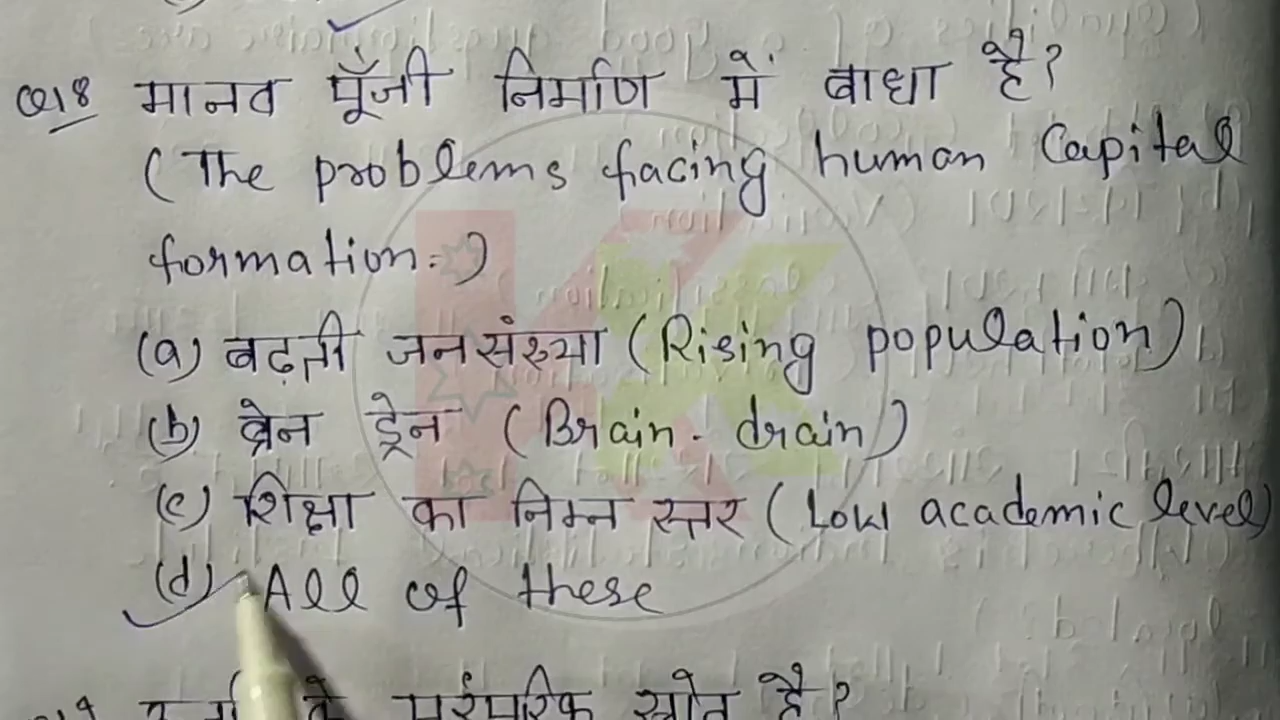 Q18 मानव पूँजी निर्माण में बाधा है?
(The problems facing human Capital
formation.)
(a) बढ़ती जनसंख्या (Rising population)
(b) ब्रेन ड्रेन (Brain-drain)
(c) शिक्षा का निम्न स्तर (Low academic level)
(d) All of these
के परंपरिक स्रोत है?